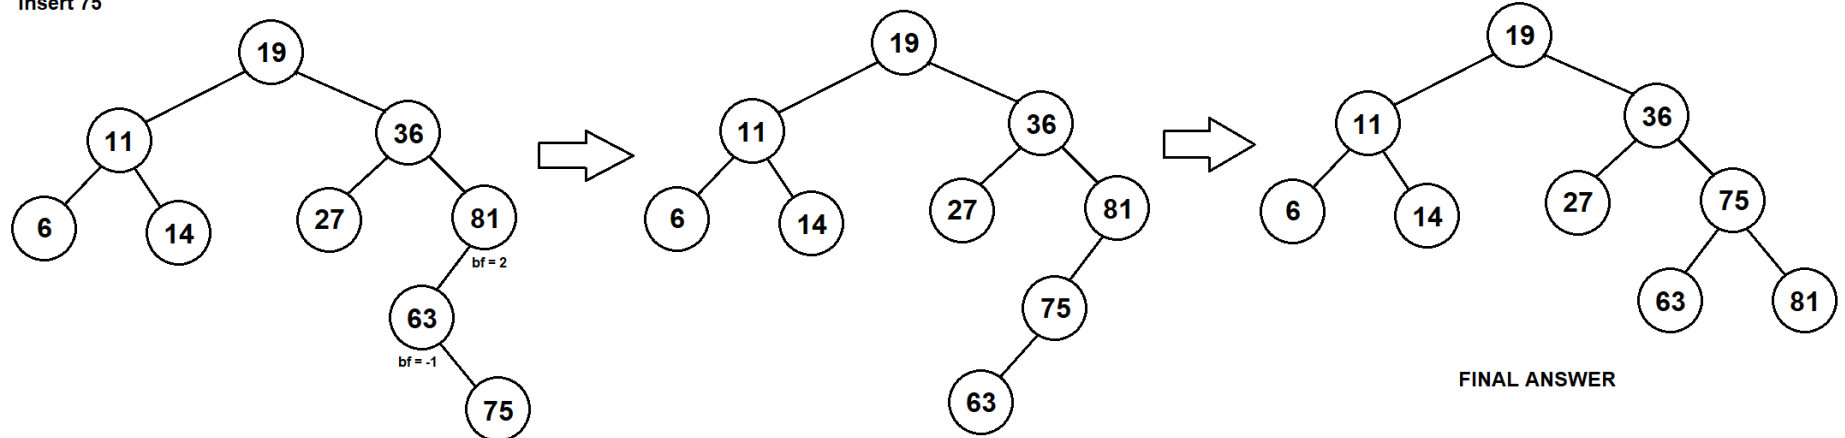 Insert 75
19
11 36
6 14 27 81
bf = 2
63
bf = -1
75
19
11 36
6 14 27 81
75
63
19
11 36
6 14 27 75
63 81
FINAL ANSWER